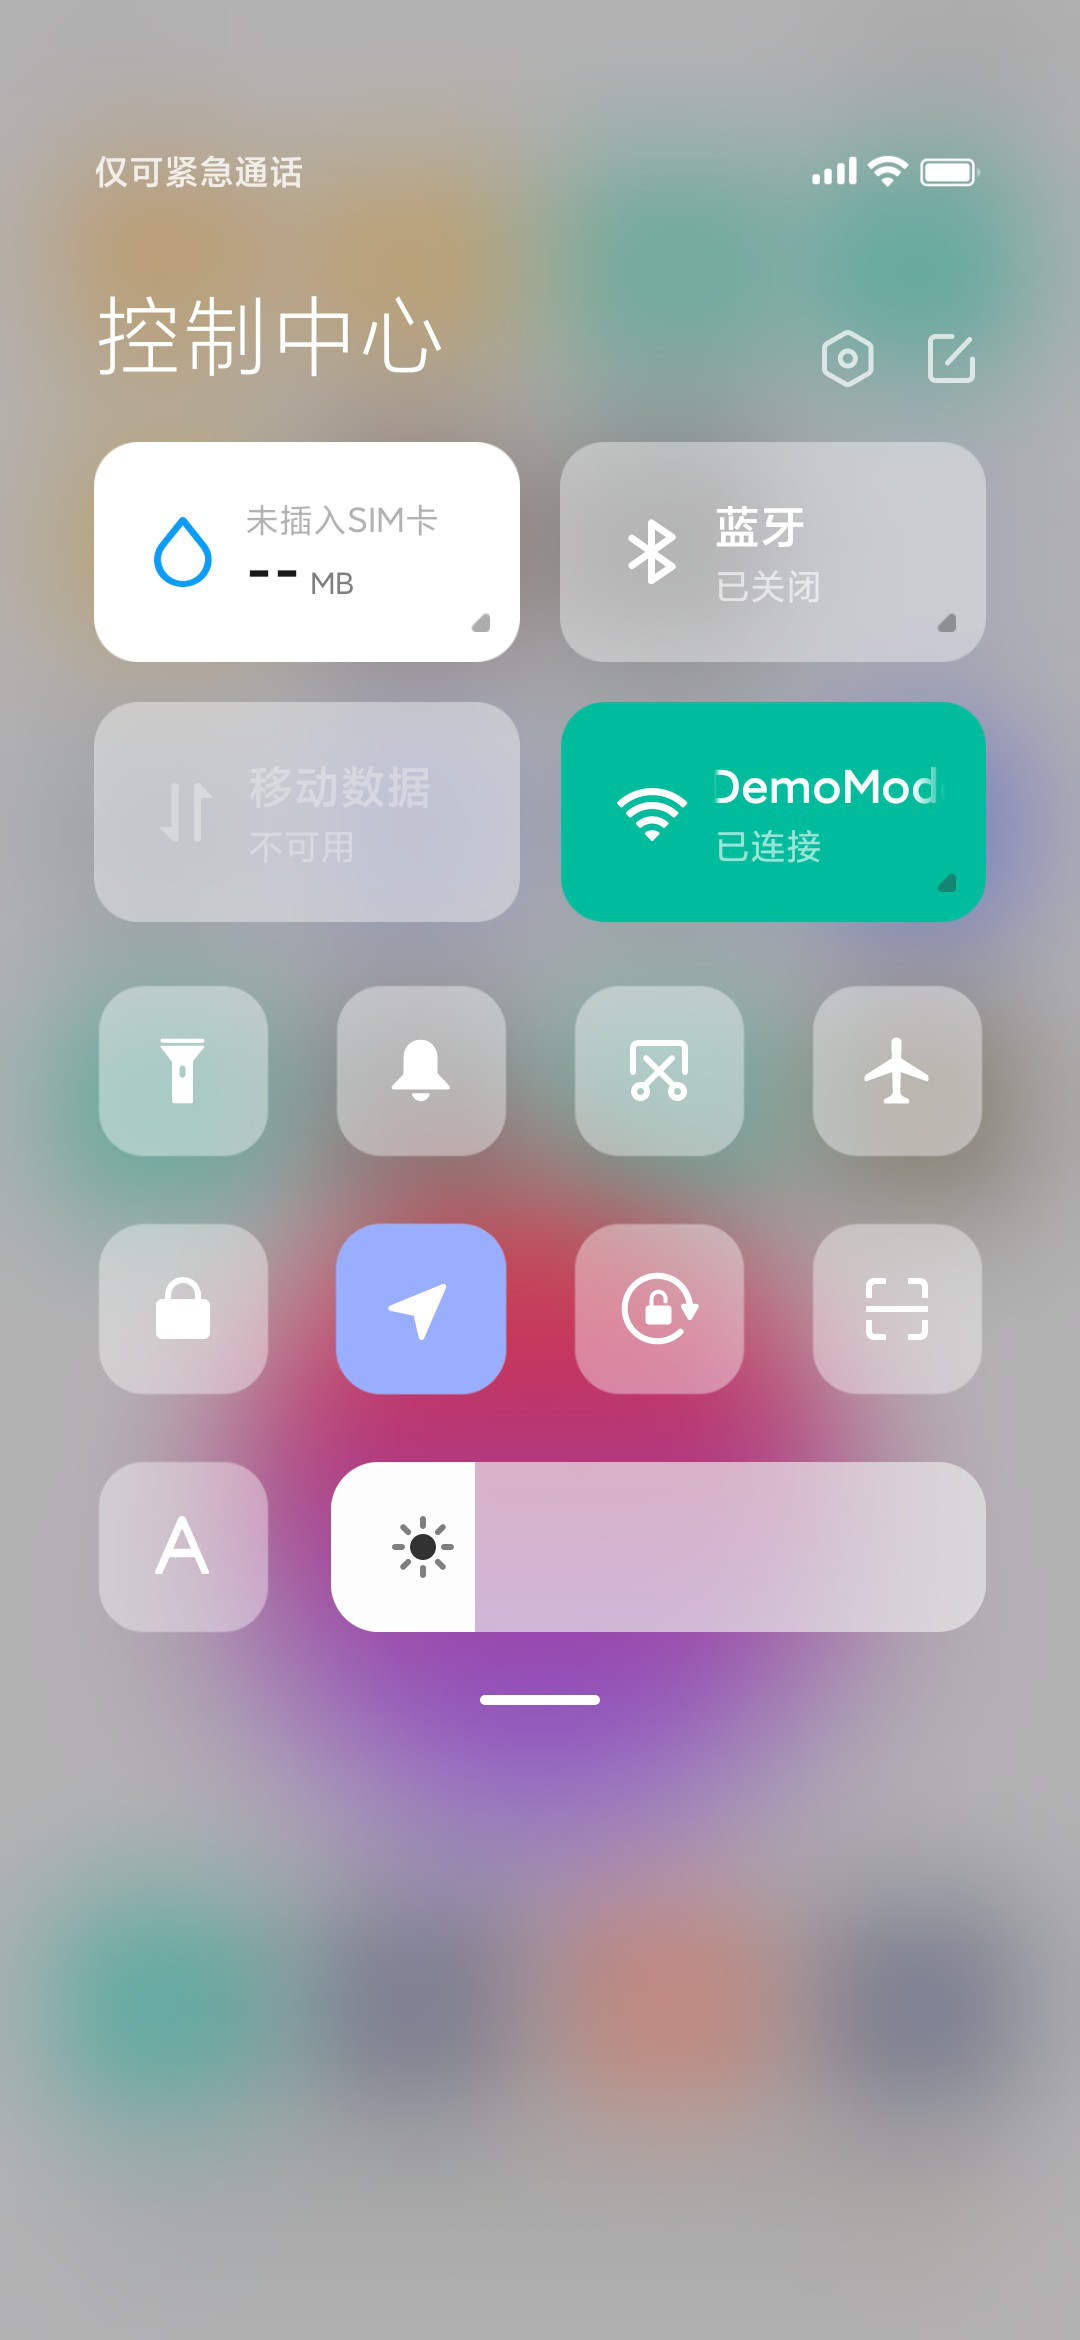 仅可紧急通话
控制中心
未插入SIM卡
-- MB
蓝牙
已关闭
移动数据
不可用
DemoMod
已连接
A